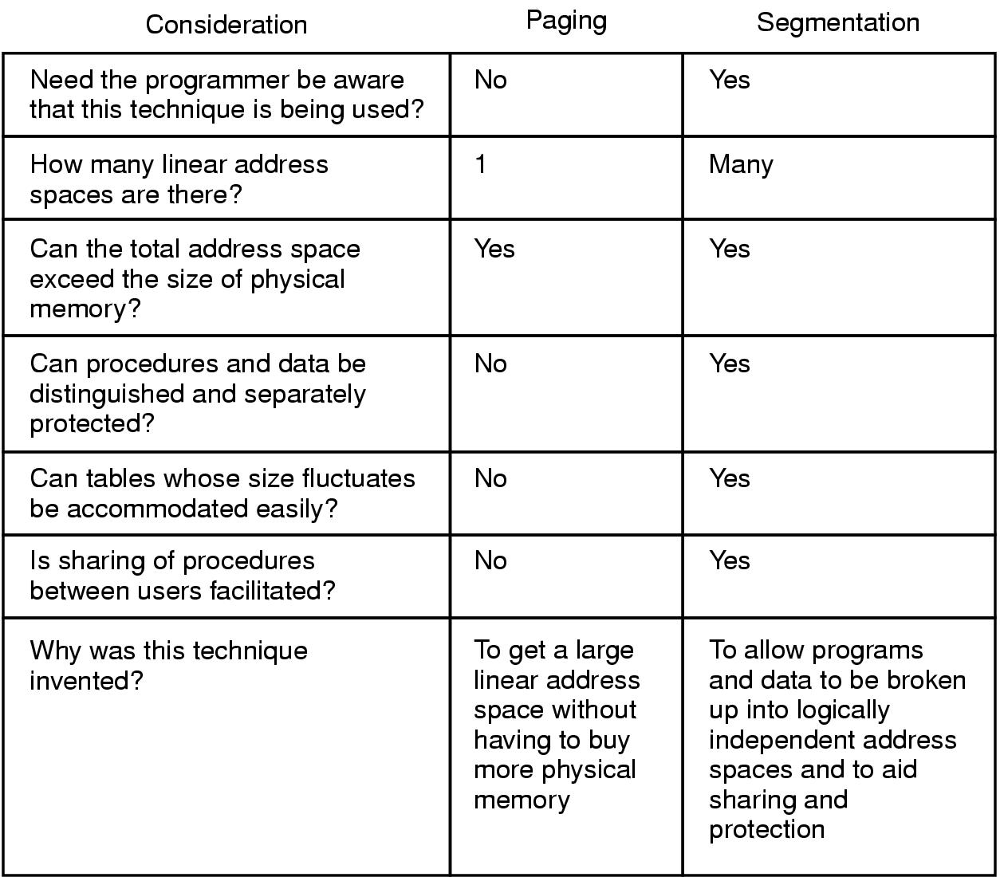 Consideration Paging Segmentation
Need the programmer be aware No Yes
that this technique is being used?
How many linear address 1 Many
spaces are there?
Can the total address space Yes Yes
exceed the size of physical
memory?
Can procedures and data be No Yes
distinguished and separately
protected?
Can tables whose size fluctuates No Yes
be accommodated easily?
Is sharing of procedures No Yes
between users facilitated?
Why was this technique To get a large To allow programs
invented? linear address and data to be broken
space without up into logically
having to buy independent address
more physical spaces and to aid
memory sharing and
protection